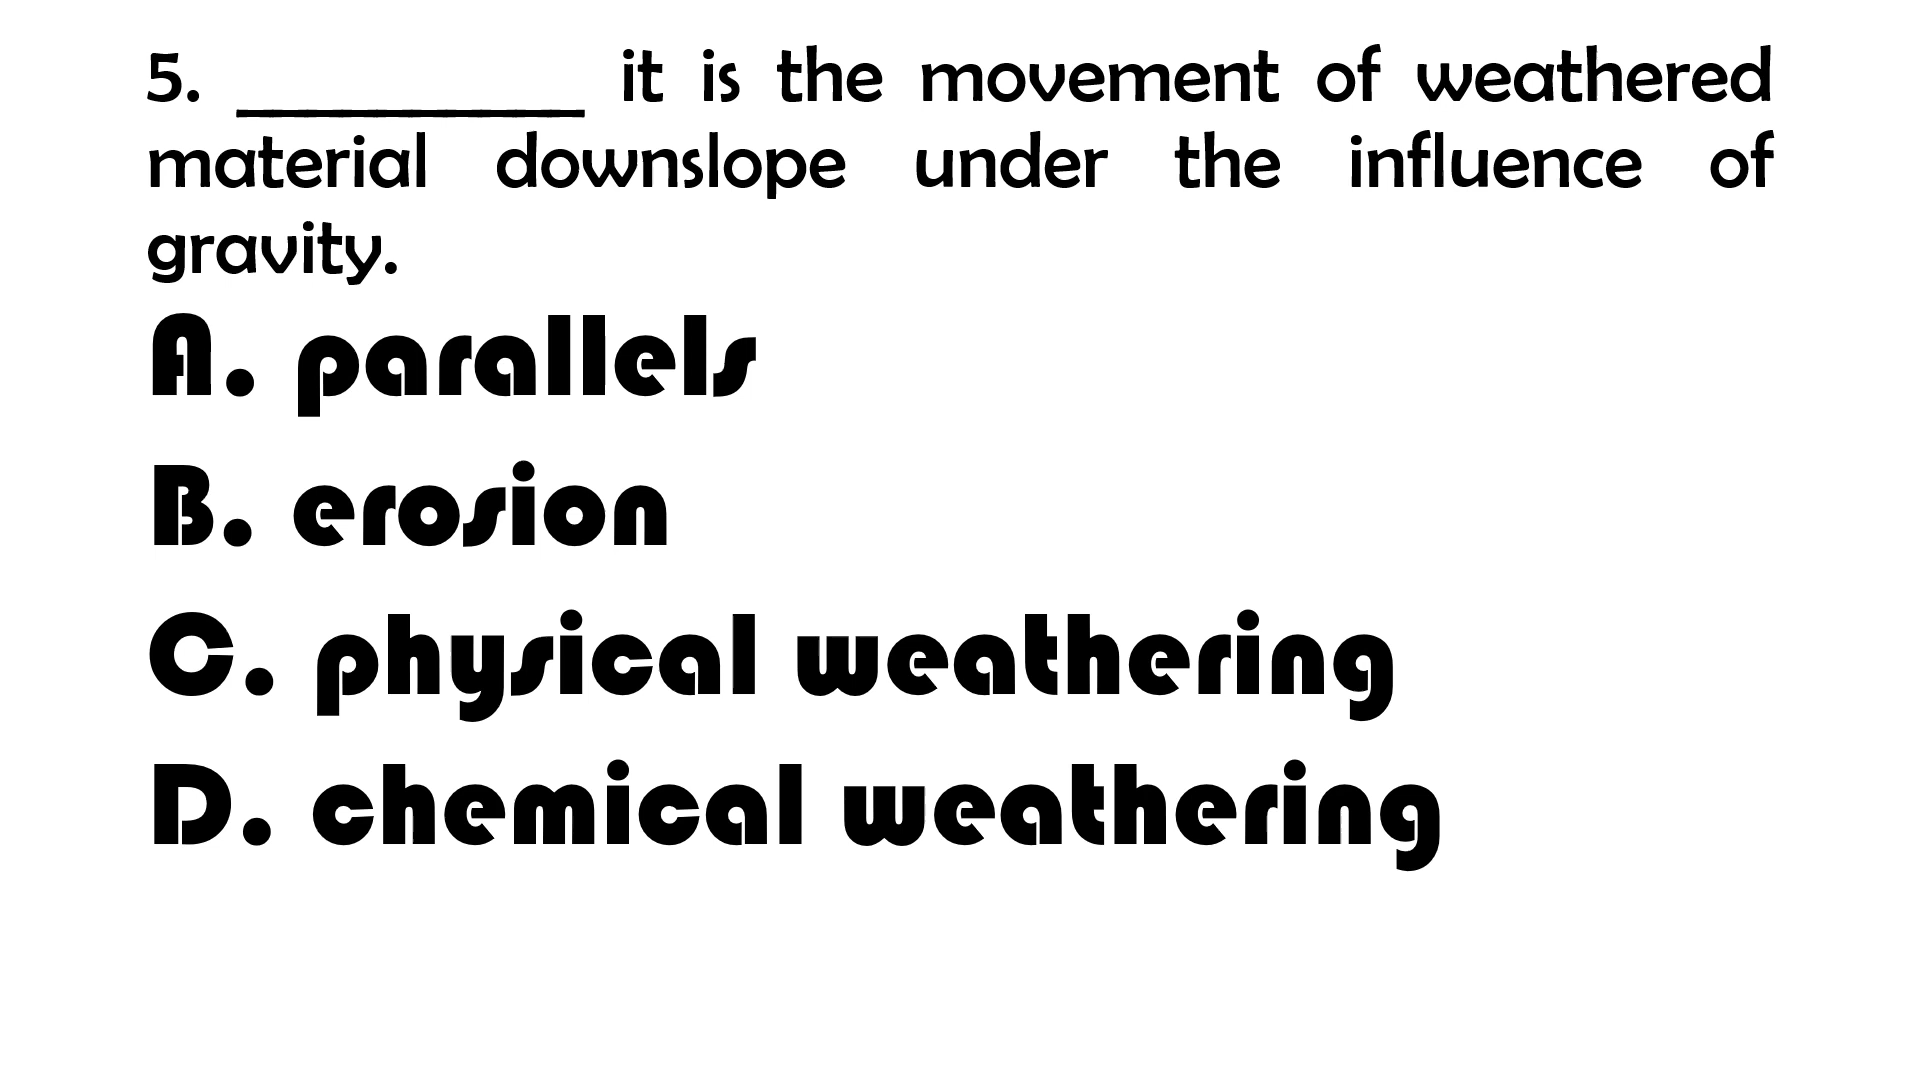 5. __________ it is the movement of weathered
material downslope under the influence of
gravity.
A. parallels
B. erosion
C. physical weathering
D. chemical weathering